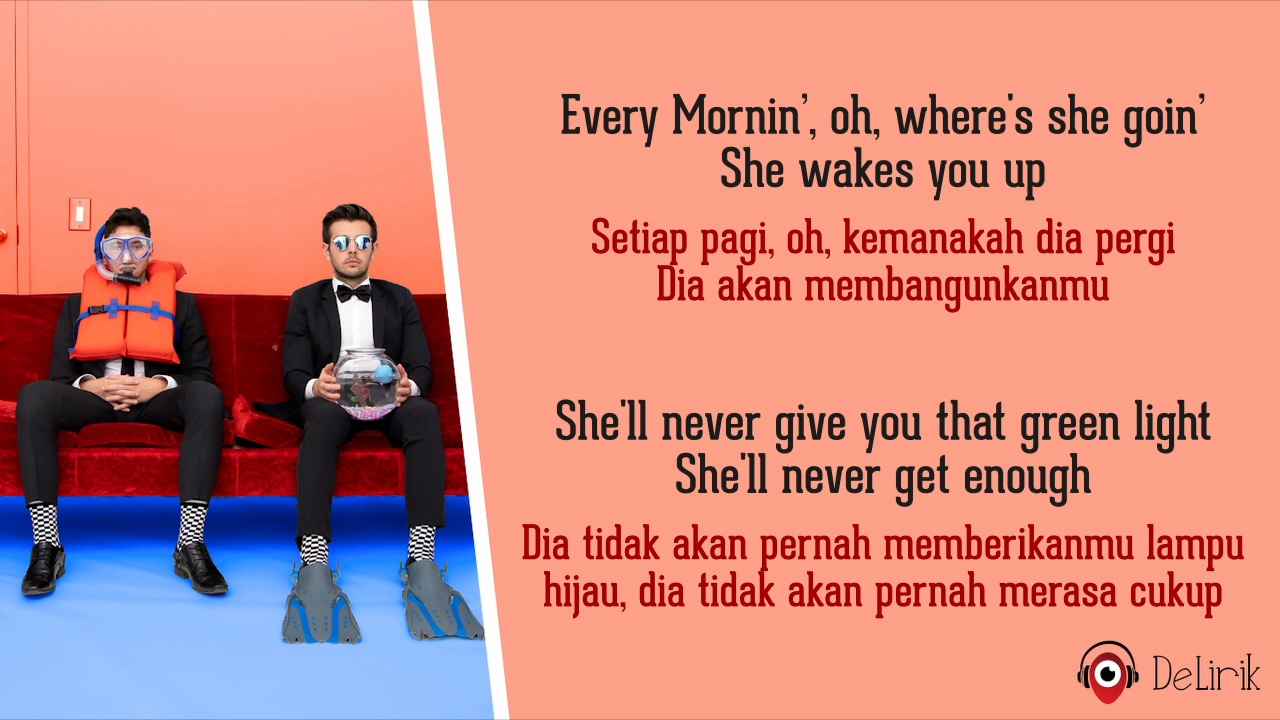 Every Mornin’, oh, where's she goin’
She wakes you up
Setiap pagi, oh, kemanakah dia pergi
Dia akan membangunkanmu
She'll never give you that green light
She'll never get enough
Dia tidak akan pernah memberikanmu lampu
hijau, dia tidak akan pernah merasa cukup
DeLirik